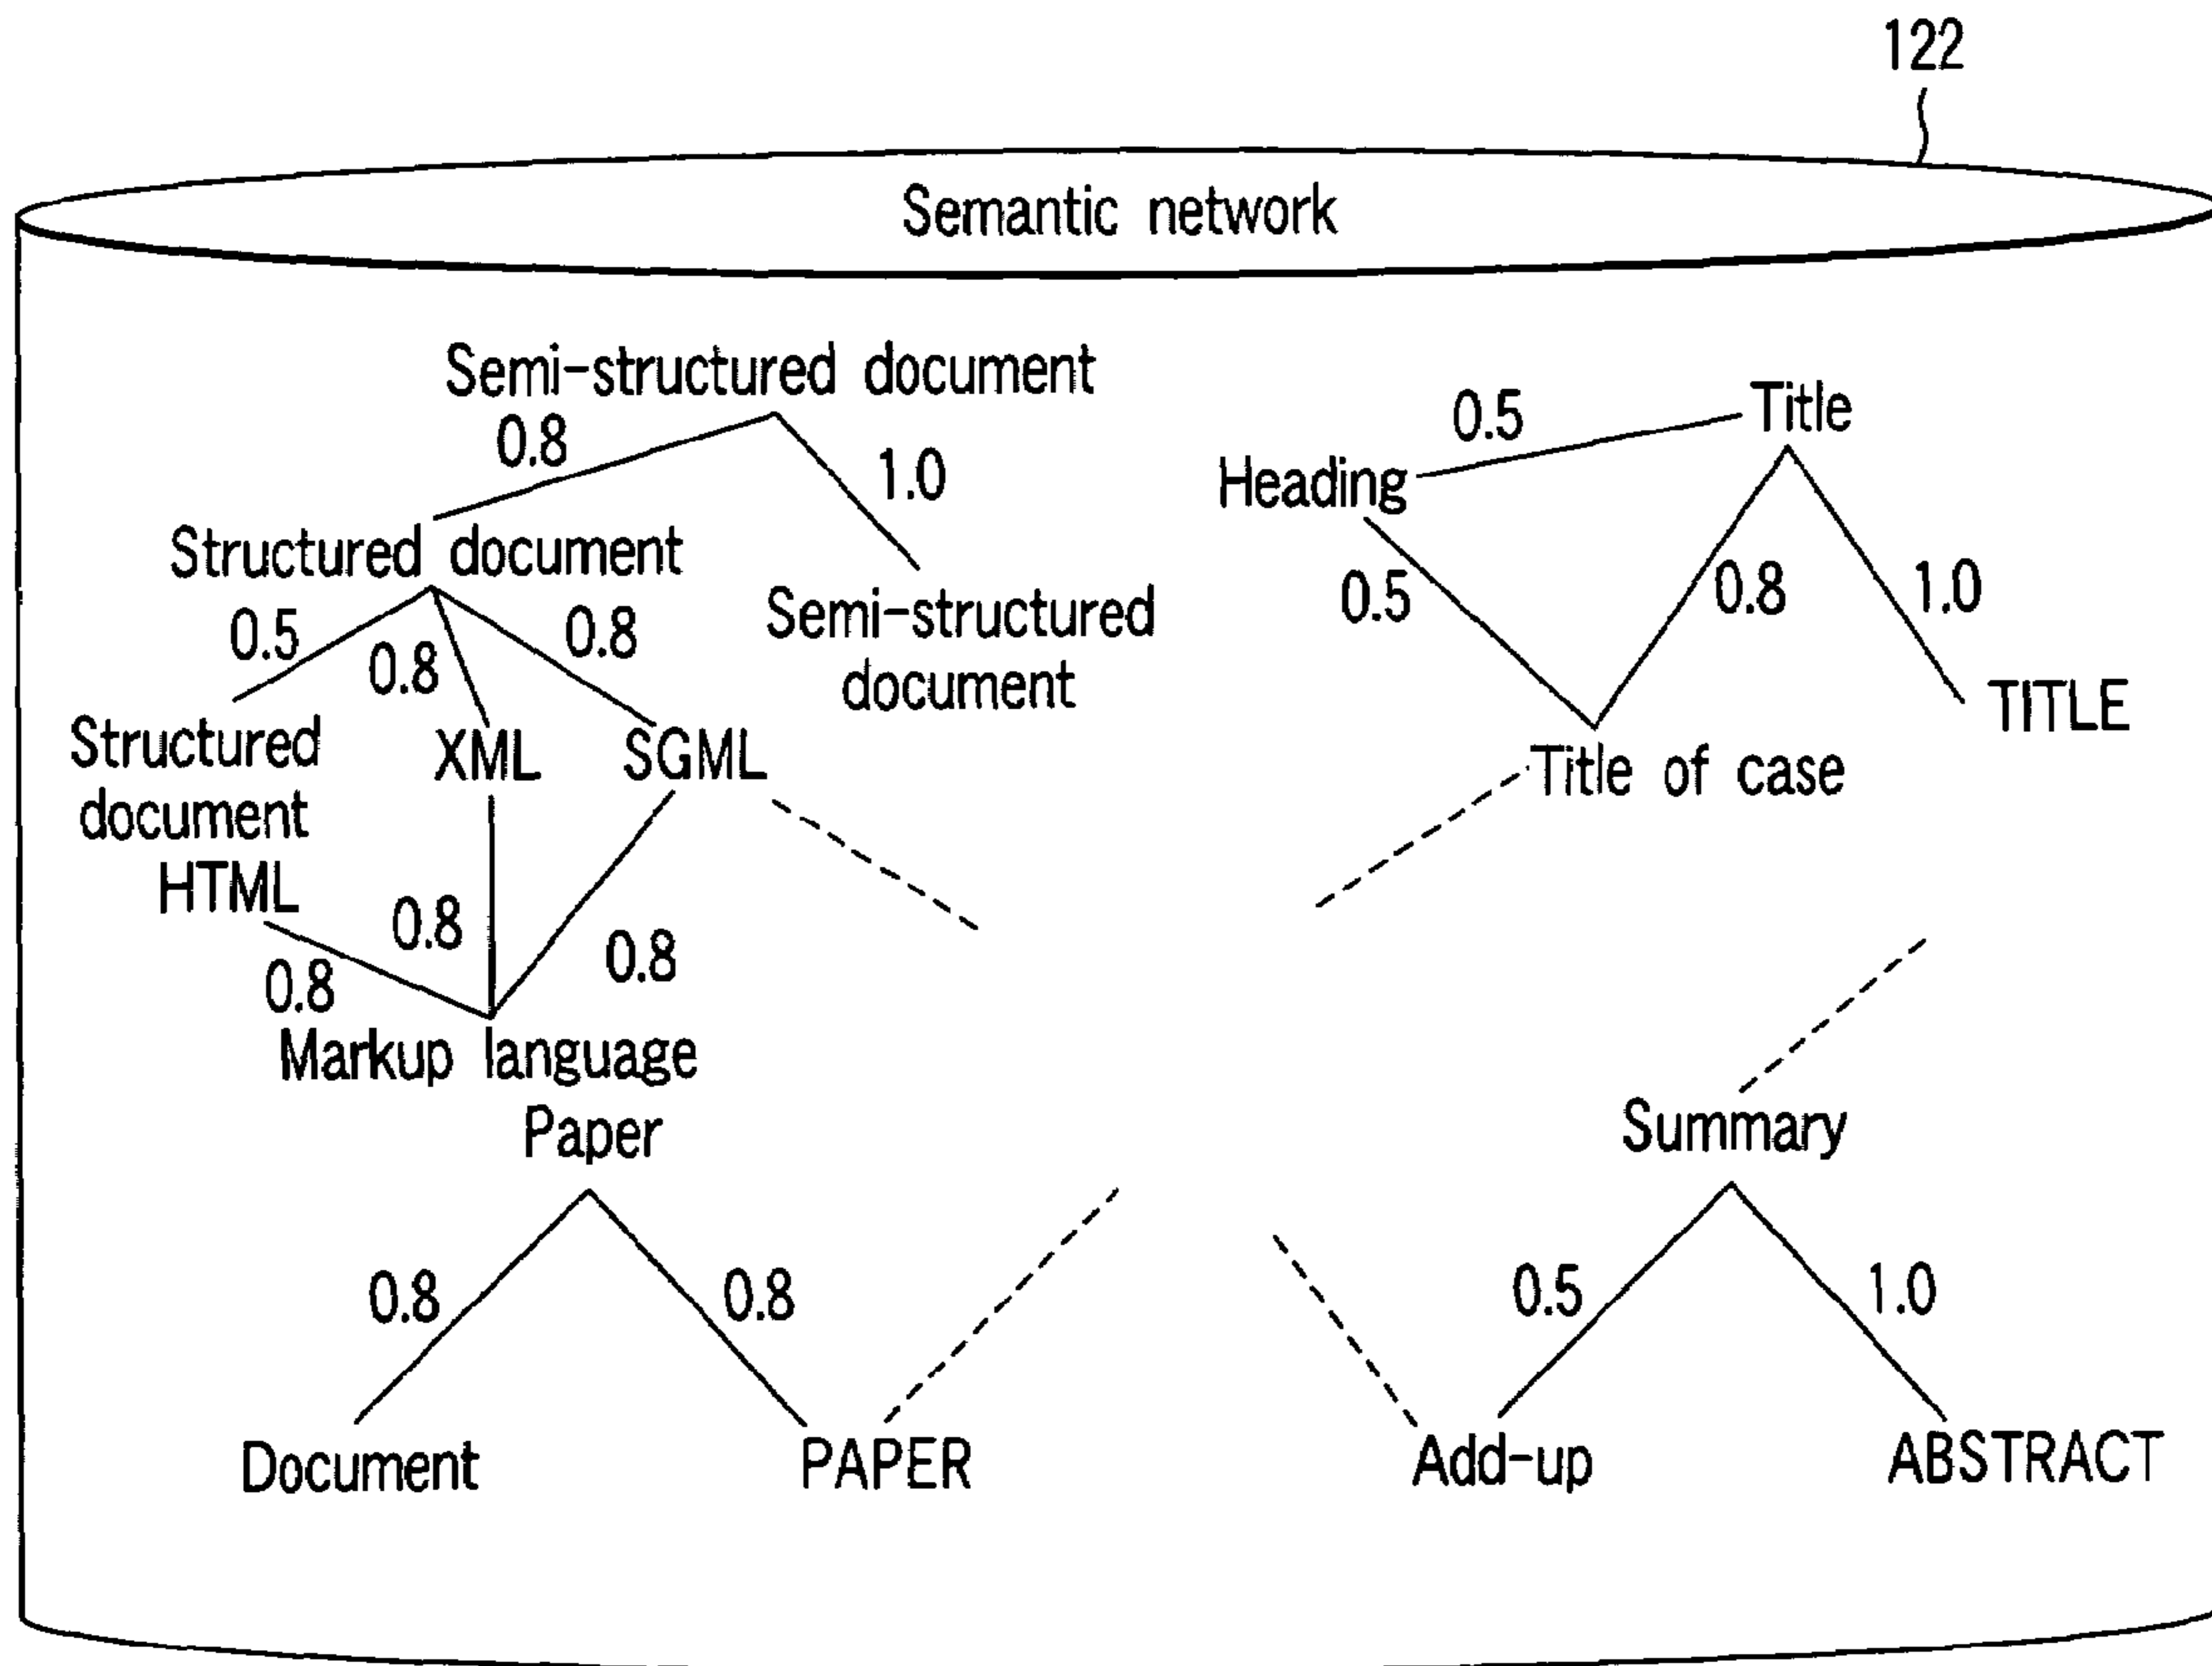 122
Semantic network
Semi-structured document
0.8
1.0
Structured document
0.5
0.8
0.8
Semi-structured
document
Structured
document
XML
SGML
HTML
0.8
0.8
0.8
Markup language
Title
0.5
Heading
0.5
0.8
1.0
TITLE
Title of case
Paper
0.8
0.8
Document
PAPER
Summary
0.5
1.0
Add-up
ABSTRACT